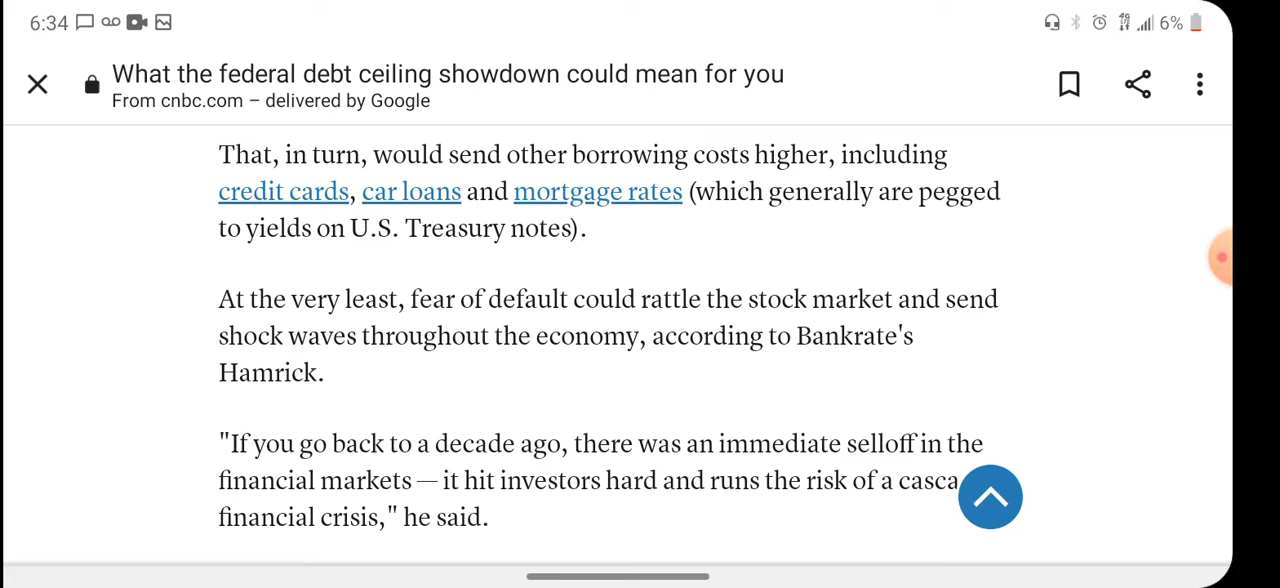 6:34
4G
6%
What the federal debt ceiling showdown could mean for you
From cnbc.com – delivered by Google
That, in turn, would send other borrowing costs higher, including
credit cards, car loans and mortgage rates (which generally are pegged
to yields on U.S. Treasury notes).
At the very least, fear of default could rattle the stock market and send
shock waves throughout the economy, according to Bankrate's
Hamrick.
"If you go back to a decade ago, there was an immediate selloff in the
financial markets — it hit investors hard and runs the risk of a casca
financial crisis," he said.